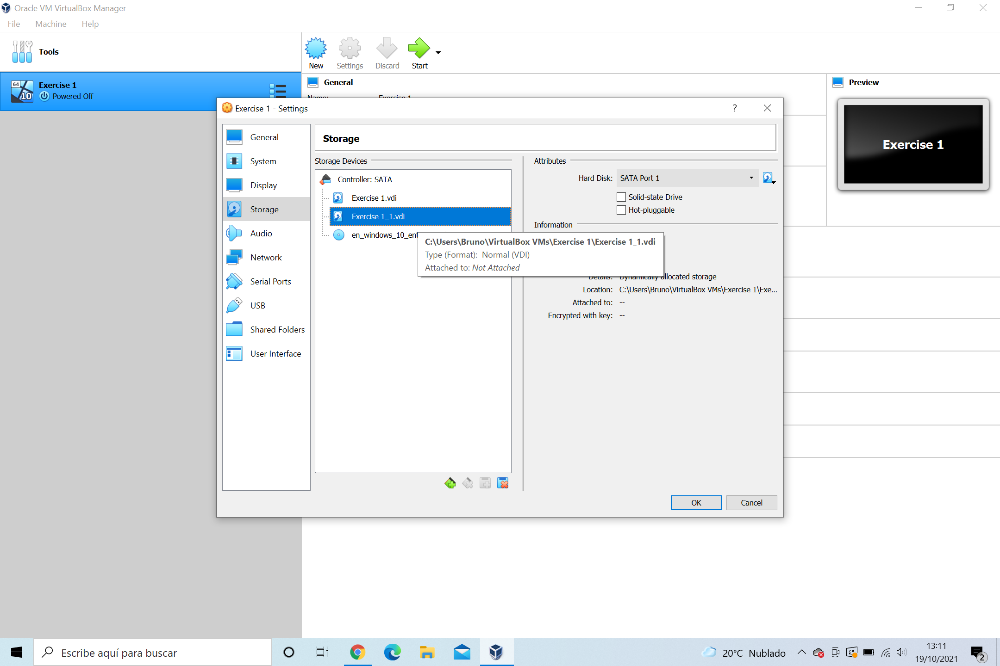 Oracle VM VirtualBox Manager
File Machine Help
Tools
New Settings Discard Start
64
10
Exercise 1
Powered Off
General
Name: Exercise 1
Preview
Exercise 1
Exercise 1 - Settings
?
General
System
Display
Storage
Audio
Network
Serial Ports
USB
Shared Folders
User Interface
Storage
Storage Devices
Controller: SATA
Exercise 1.vdi
Exercise 1_1.vdi
Attributes
Hard Disk: SATA Port 1
Solid-state Drive
Hot-pluggable
Information
C:\Users\Bruno\VirtualBox VMs\Exercise 1\Exercise 1_1.vdi
Type (Format): Normal (VDI)
Attached to: Not Attached
Details: Dynamically allocated storage
Location: C:\Users\Bruno\VirtualBox VMs\Exercise 1\Exe...
Attached to: --
Encrypted with key: --
OK Cancel
Escribe aquí para buscar
20°C Nublado
13:11
19/10/2021
2